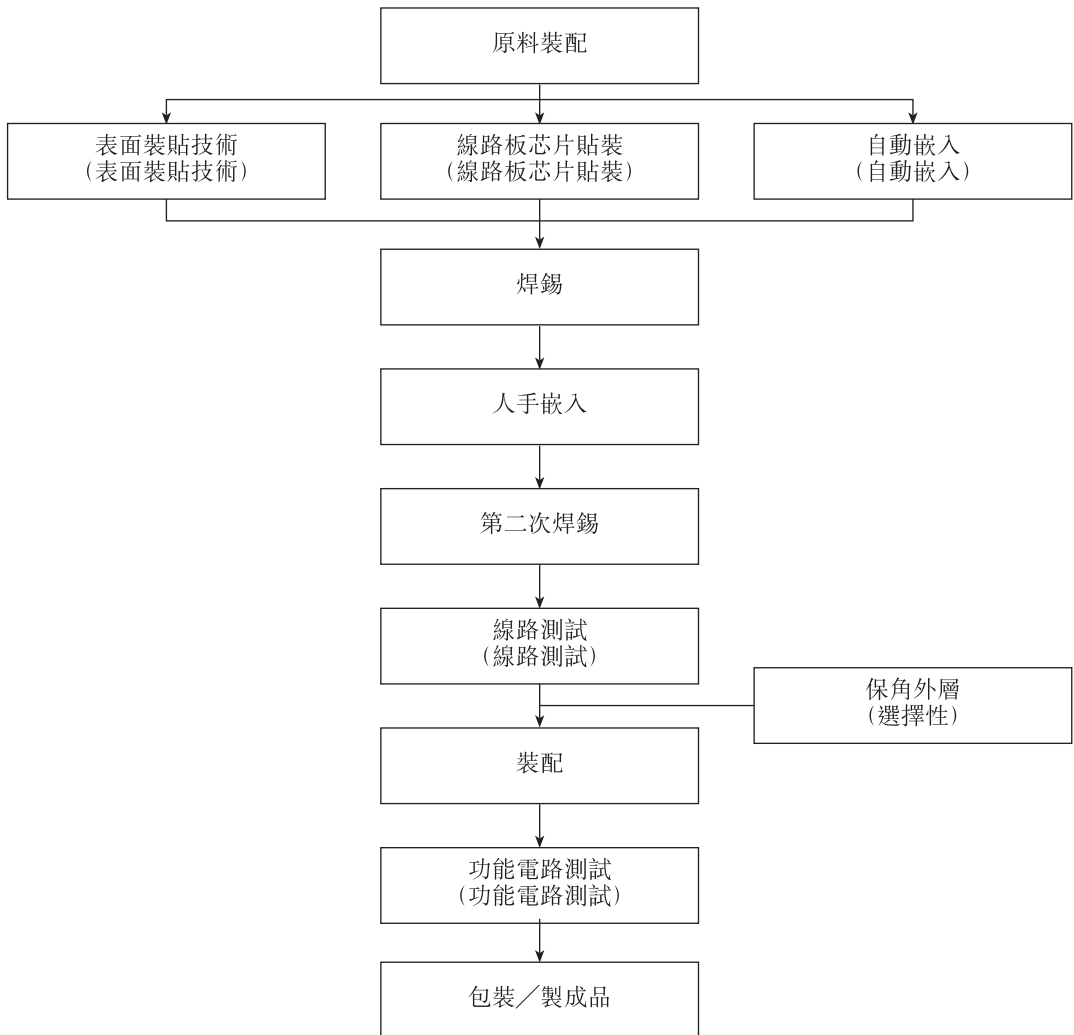 原料裝配
表面裝貼技術
(表面裝貼技術)
線路板芯片貼裝
(線路板芯片貼裝)
自動嵌入
(自動嵌入)
焊錫
人手嵌入
第二次焊錫
線路測試
(線路測試)
保角外層
(選擇性)
裝配
功能電路測試
(功能電路測試)
包裝／製成品